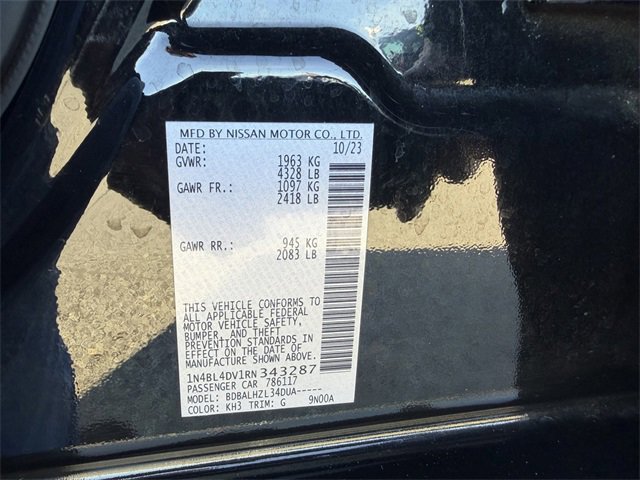 MFD BY NISSAN MOTOR CO., LTD.
DATE: 10/23
GVWR: 1963 KG
4328 LB
GAWR FR.: 1097 KG
2418 LB
GAWR RR.: 945 KG
2083 LB
THIS VEHICLE CONFORMS TO
ALL APPLICABLE FEDERAL
MOTOR VEHICLE SAFETY,
BUMPER, AND THEFT
PREVENTION STANDARDS IN
EFFECT ON THE DATE OF
MANUFACTURE SHOWN ABOVE.
1N4BL4DV1RN343287
PASSENGER CAR 786117
MODEL: BDBALHZL34DUA-----
COLOR: KH3 TRIM: G 9N00A